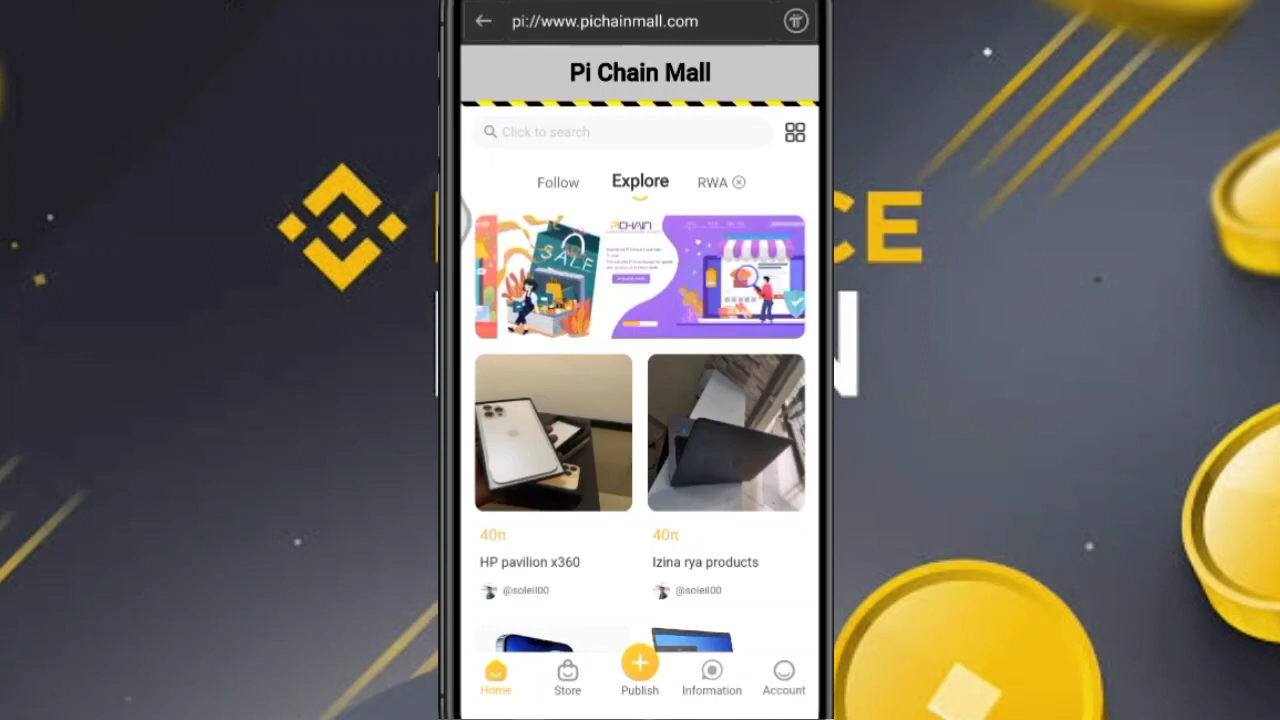 pi://www.pichainmall.com
Pi Chain Mall
Click to search
Follow
Explore
RWA
SALE
CE
N
40π
40π
HP pavilion x360
Izina rya products
@soleil00
@soleil00
Home
Store
Publish
Information
Account